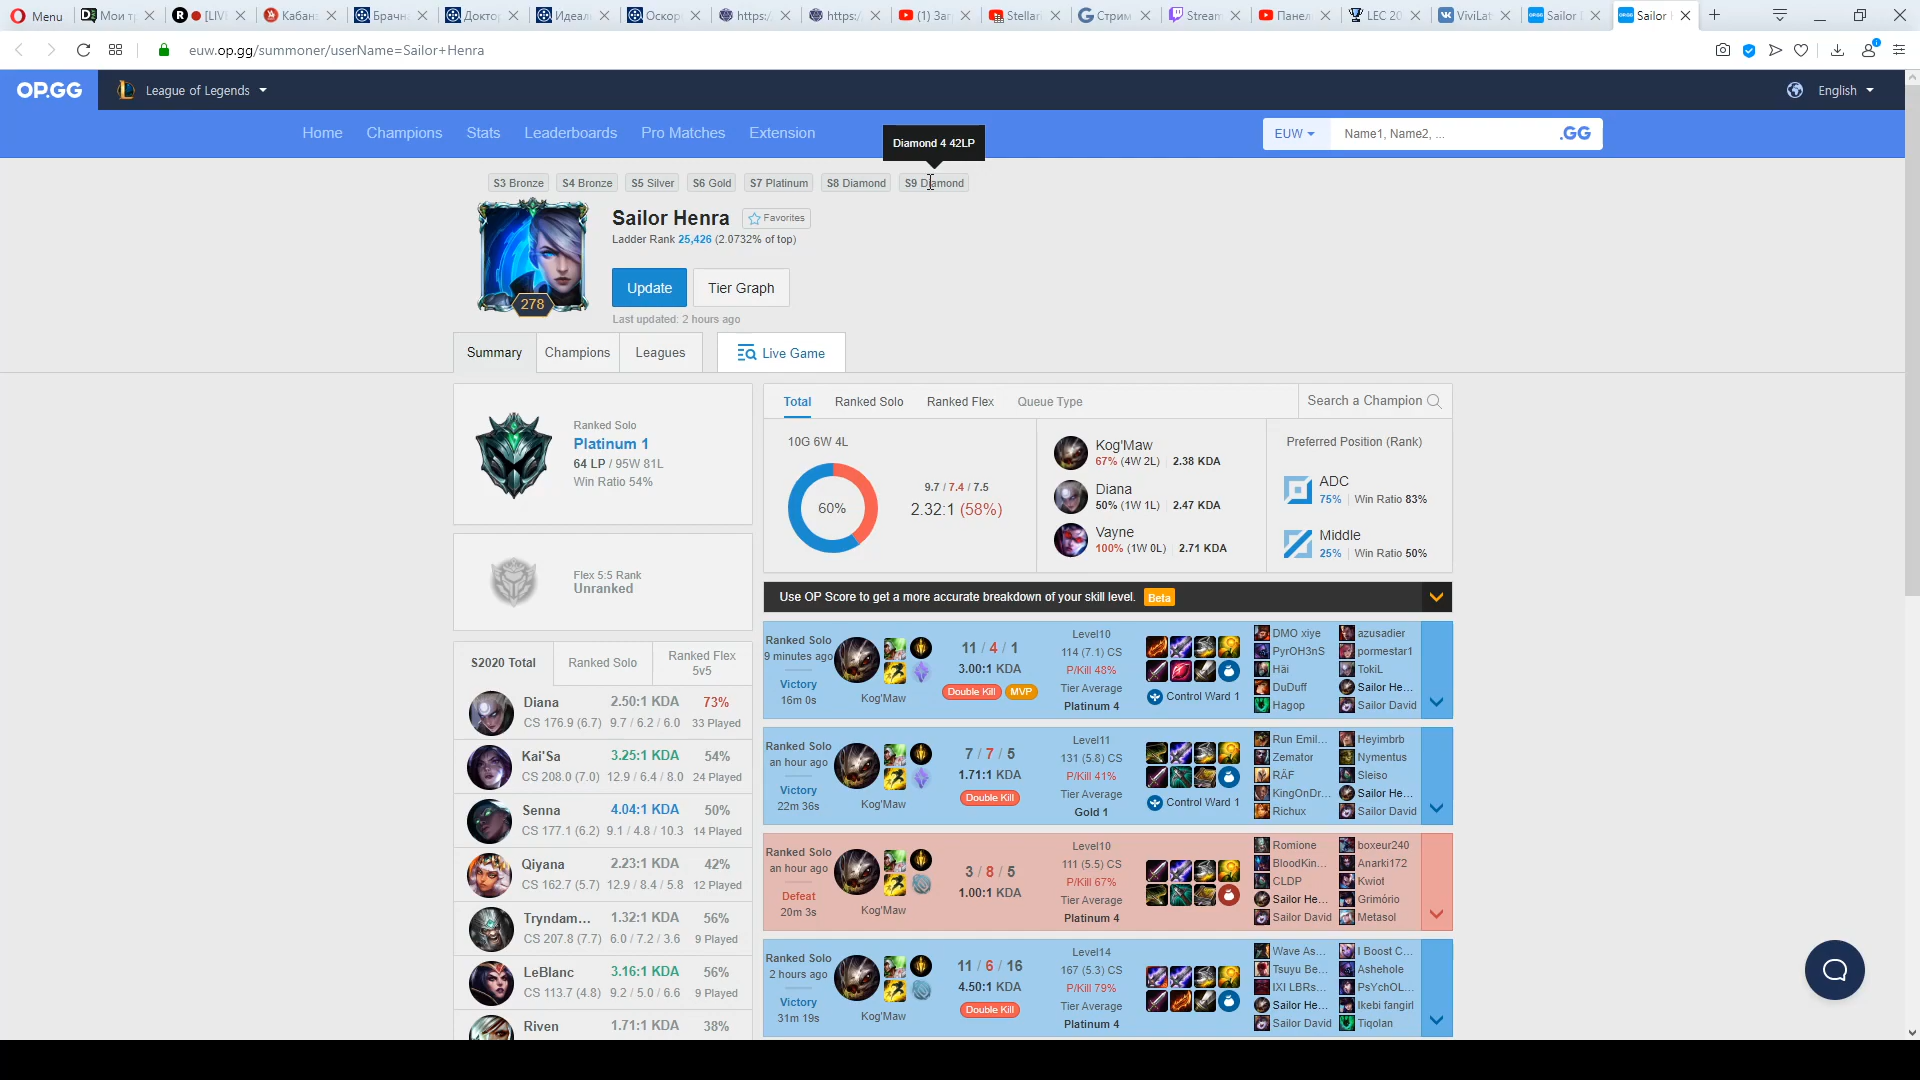 Menu
Мои т
[LIV
Кабан
Брачн
Доктор
Идеал
Оскор
https:/
https:/
(1) Заг
Stellar
Стрим
Stream
Панел
LEC 20
ViviLat
Sailor
Sailor
euw.op.gg/summoner/userName=Sailor+Henra
OP.GG
League of Legends
English
Home
Champions
Stats
Leaderboards
Pro Matches
Extension
EUW
Name1, Name2, ...
.GG
Diamond 4 42LP
S3 Bronze
S4 Bronze
S5 Silver
S6 Gold
S7 Platinum
S8 Diamond
S9 Diamond
278
Sailor Henra
Favorites
Ladder Rank 25,426 (2.0732% of top)
Update
Tier Graph
Last updated: 2 hours ago
Summary
Champions
Leagues
Live Game
Ranked Solo
Platinum 1
64 LP / 95W 81L
Win Ratio 54%
Flex 5:5 Rank
Unranked
S2020 Total
Ranked Solo
Ranked Flex
5v5
Diana 2.50:1 KDA 73%
CS 176.9 (6.7) 9.7 / 6.2 / 6.0 33 Played
Kai'Sa 3.25:1 KDA 54%
CS 208.0 (7.0) 12.9 / 6.4 / 8.0 24 Played
Senna 4.04:1 KDA 50%
CS 177.1 (6.2) 9.1 / 4.8 / 10.3 14 Played
Qiyana 2.23:1 KDA 42%
CS 162.7 (5.7) 12.9 / 8.4 / 5.8 12 Played
Tryndam... 1.32:1 KDA 56%
CS 207.8 (7.7) 6.0 / 7.2 / 3.6 9 Played
LeBlanc 3.16:1 KDA 56%
CS 113.7 (4.8) 9.2 / 5.0 / 6.6 9 Played
Riven 1.71:1 KDA 38%
Total
Ranked Solo
Ranked Flex
Queue Type
Search a Champion
10G 6W 4L
60%
9.7 / 7.4 / 7.5
2.32:1 (58%)
Kog'Maw
67% (4W 2L) 2.38 KDA
Diana
50% (1W 1L) 2.47 KDA
Vayne
100% (1W 0L) 2.71 KDA
Preferred Position (Rank)
ADC
75% Win Ratio 83%
Middle
25% Win Ratio 50%
Use OP Score to get a more accurate breakdown of your skill level. Beta
Ranked Solo
9 minutes ago
Victory
16m 0s
Kog'Maw
11 / 4 / 1
3.00:1 KDA
Double Kill MVP
Level10
114 (7.1) CS
P/Kill 48%
Tier Average
Platinum 4
Control Ward 1
DMO xiye azusadier
PyrOH3nS pormestar1
Häi TokiL
DuDuff Sailor He...
Hagop Sailor David
Ranked Solo
an hour ago
Victory
22m 36s
Kog'Maw
7 / 7 / 5
1.71:1 KDA
Double Kill
Level11
131 (5.8) CS
P/Kill 41%
Tier Average
Gold 1
Control Ward 1
Run Emil... Heyimbrb
Zemator Nymentus
RÄF Sleiso
KingOnDr... Sailor He...
Richux Sailor David
Ranked Solo
an hour ago
Defeat
20m 3s
Kog'Maw
3 / 8 / 5
1.00:1 KDA
Level10
111 (5.5) CS
P/Kill 67%
Tier Average
Platinum 4
Romione boxeur240
BloodKin... Anarki172
CLDP Kwiot
Sailor He... Grimório
Sailor David Metasol
Ranked Solo
2 hours ago
Victory
31m 19s
Kog'Maw
11 / 6 / 16
4.50:1 KDA
Double Kill
Level14
167 (5.3) CS
P/Kill 79%
Tier Average
Platinum 4
Wave As... I Boost C...
Tsuyu Be... Ashehole
IXI LBRs... PsYchOL...
Sailor He... Ikebi fangirl
Sailor David Tiqolan